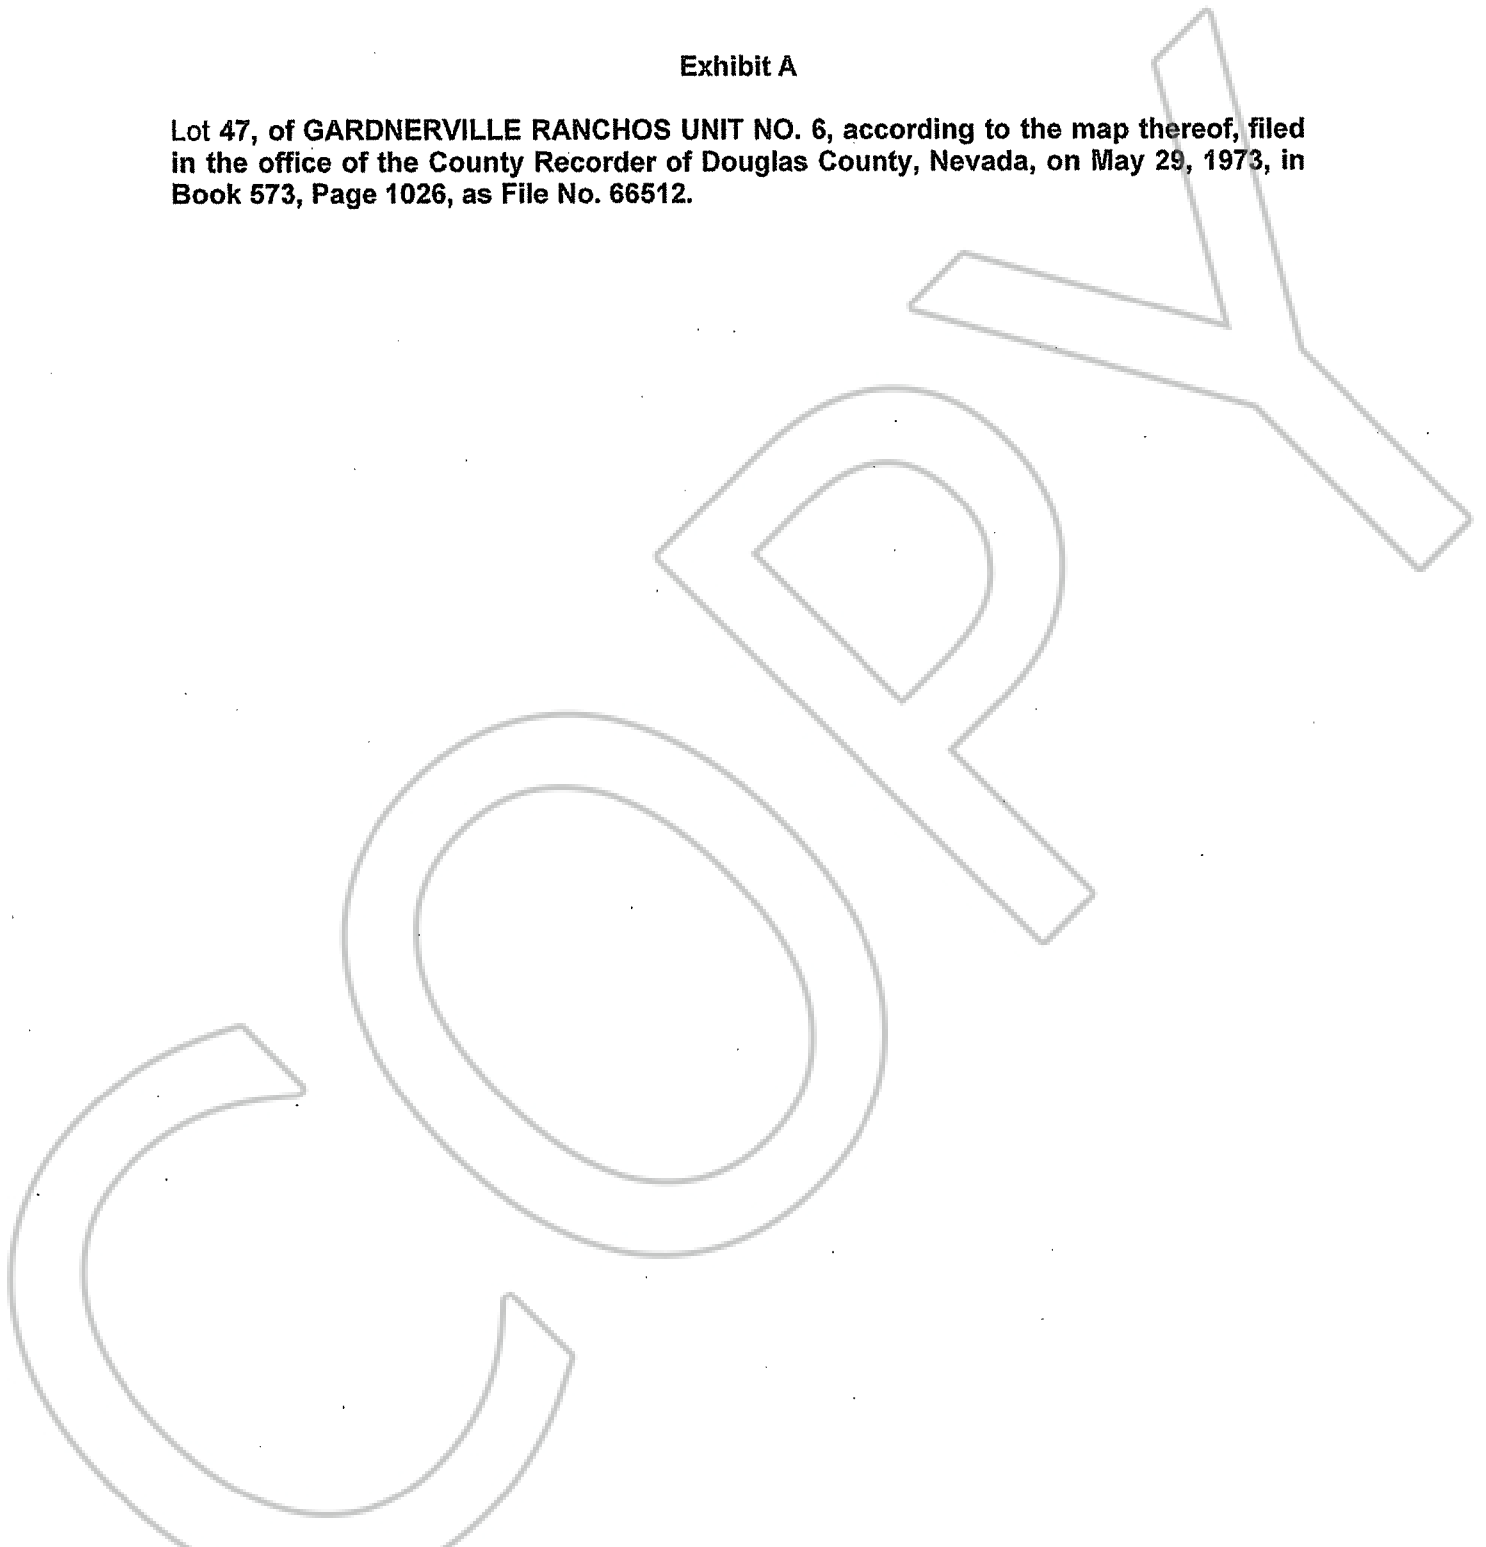 Exhibit A
Lot 47, of GARDNERVILLE RANCHOS UNIT NO. 6, according to the map thereof, filed
in the office of the County Recorder of Douglas County, Nevada, on May 29, 1973, in
Book 573, Page 1026, as File No. 66512.
COPY